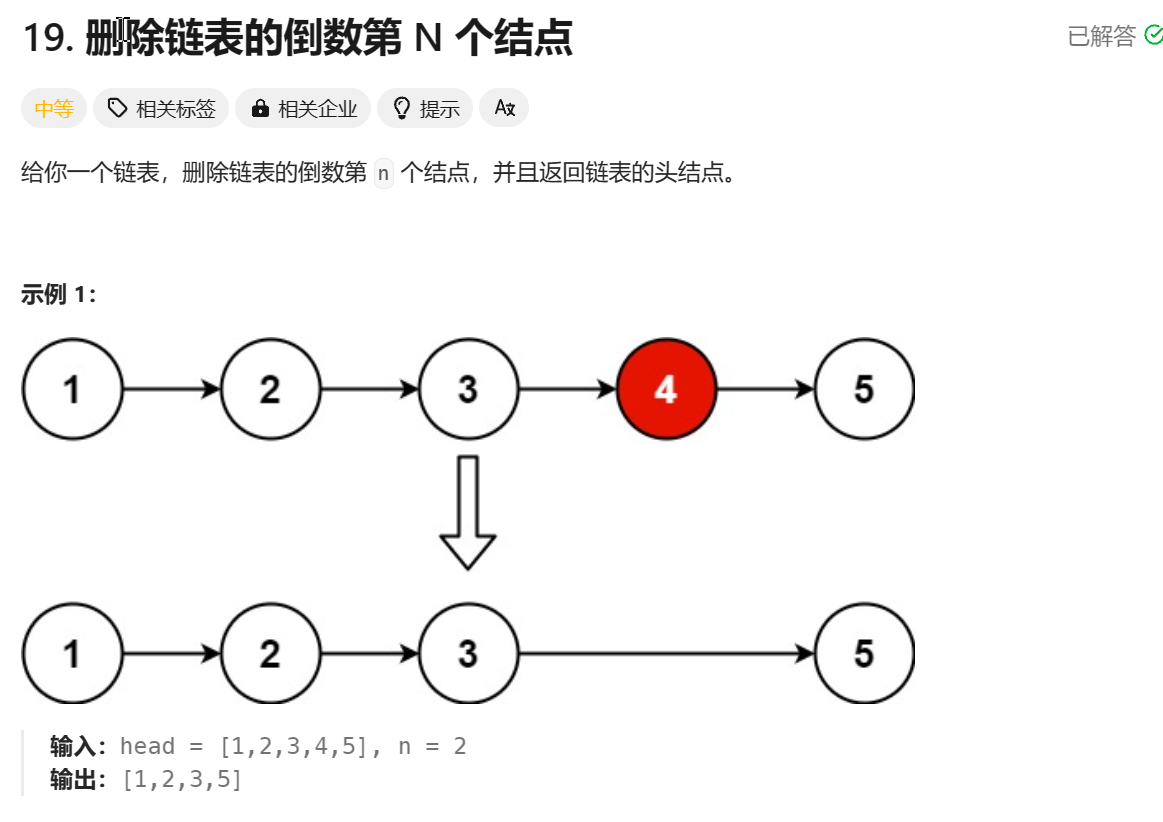 19. 删除链表的倒数第 N 个结点
已解答
中等 相关标签 相关企业 提示 A文
给你一个链表，删除链表的倒数第 n 个结点，并且返回链表的头结点。
示例 1：
1 2 3 4 5
1 2 3 5
输入：head = [1,2,3,4,5], n = 2
输出：[1,2,3,5]